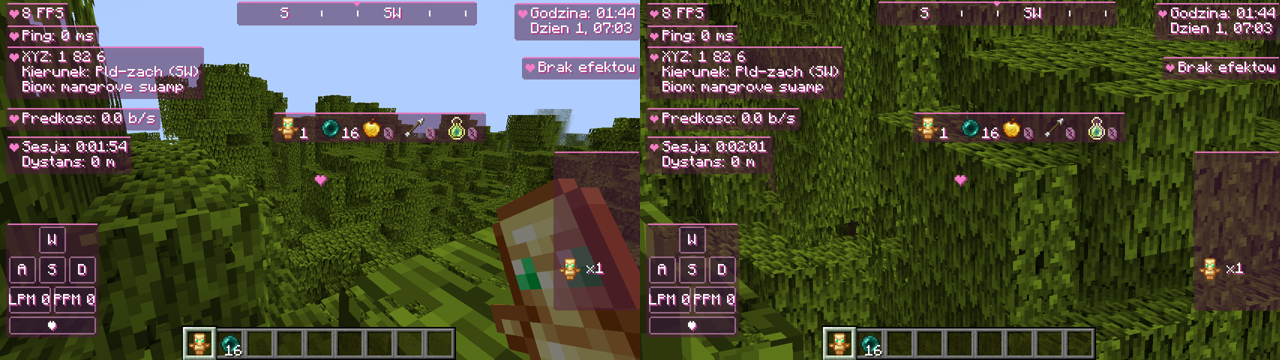 8 FPS
S
SW
Godzina: 01:44
Dzien 1, 07:03
Ping: 0 ms
XYZ: 1 82 6
Kierunek: Pld-zach (SW)
Biom: mangrove swamp
Brak efektow
Predkosc: 0.0 b/s
1
16
0
0
0
Sesja: 0:01:54
Dystans: 0 m
W
A
S
D
LPM 0
PPM 0
x1
16
8 FPS
S
SW
Godzina: 01:44
Dzien 1, 07:03
Ping: 0 ms
XYZ: 1 82 6
Kierunek: Pld-zach (SW)
Biom: mangrove swamp
Brak efektow
Predkosc: 0.0 b/s
1
16
0
0
0
Sesja: 0:02:01
Dystans: 0 m
W
A
S
D
LPM 0
PPM 0
x1
16